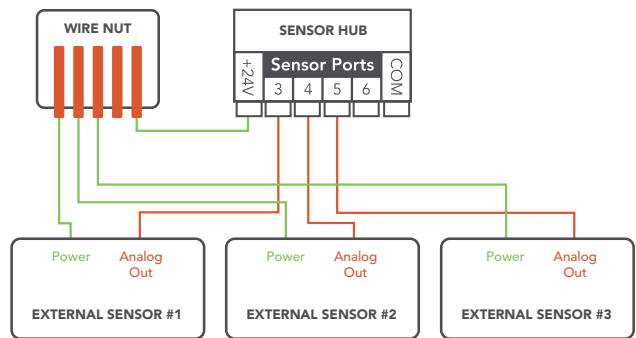 WIRE NUT
SENSOR HUB
Sensor Ports
+24V
3
4
5
6
COM
Power
Analog
Out
EXTERNAL SENSOR #1
Power
Analog
Out
EXTERNAL SENSOR #2
Power
Analog
Out
EXTERNAL SENSOR #3